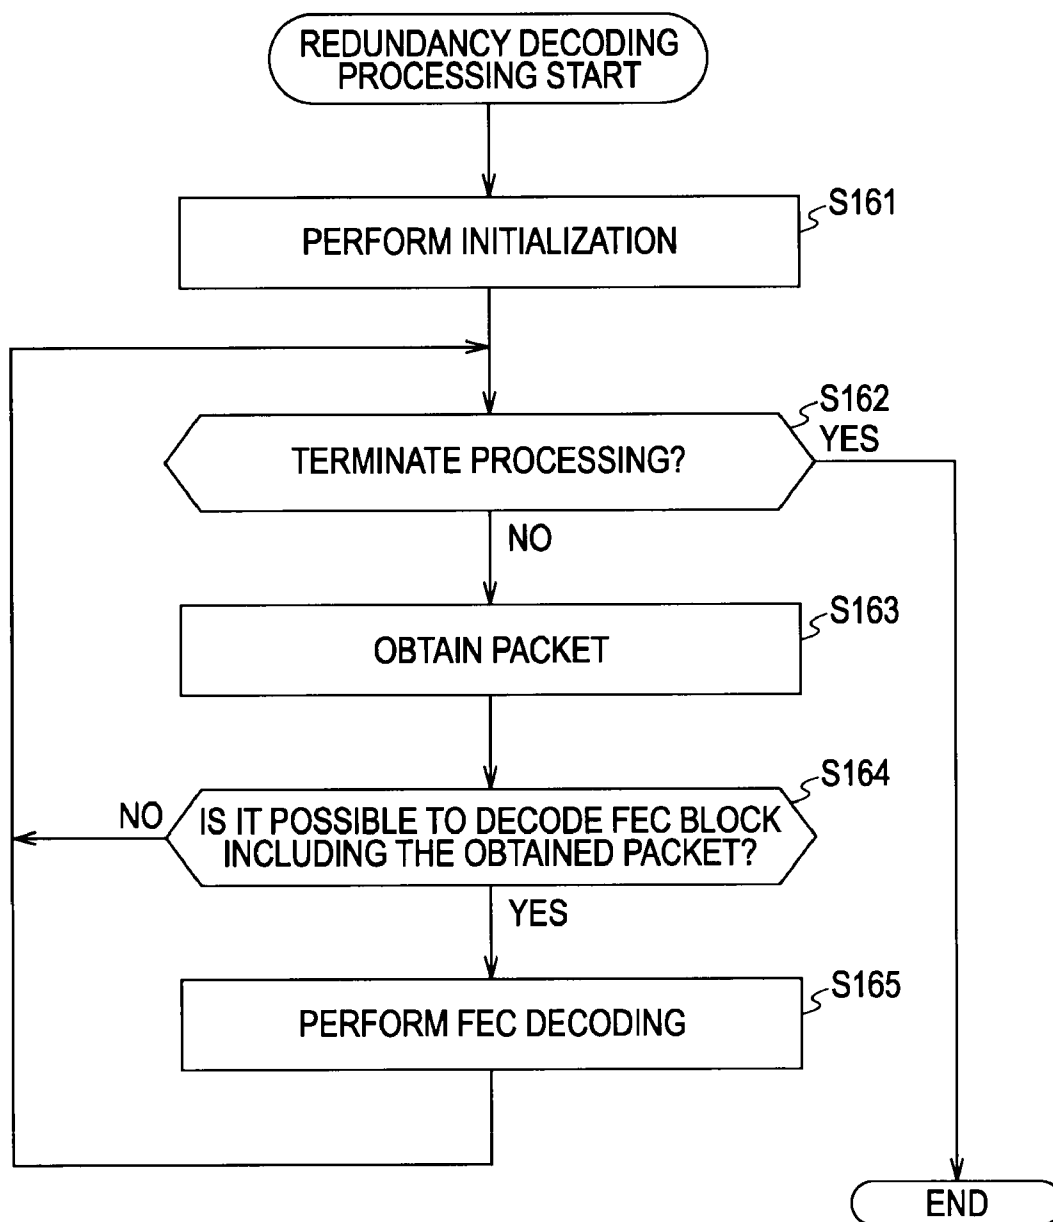 REDUNDANCY DECODING
PROCESSING START
S161
PERFORM INITIALIZATION
S162
TERMINATE PROCESSING?
YES
NO
S163
OBTAIN PACKET
S164
NO
IS IT POSSIBLE TO DECODE FEC BLOCK
INCLUDING THE OBTAINED PACKET?
YES
S165
PERFORM FEC DECODING
END